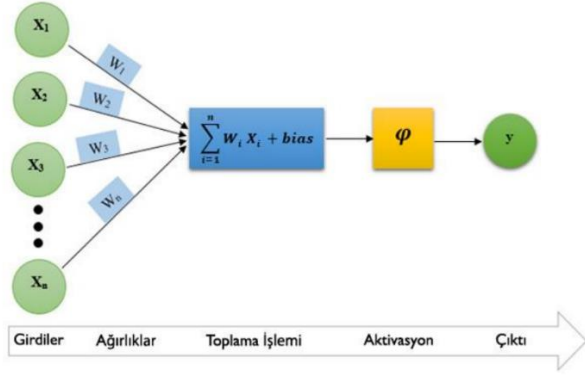 X1
X2
X3
Xn
W1
W2
W3
Wn
n
∑ Wi Xi + bias
i=1
φ
y
Girdiler Ağırlıklar Toplama İşlemi Aktivasyon Çıktı